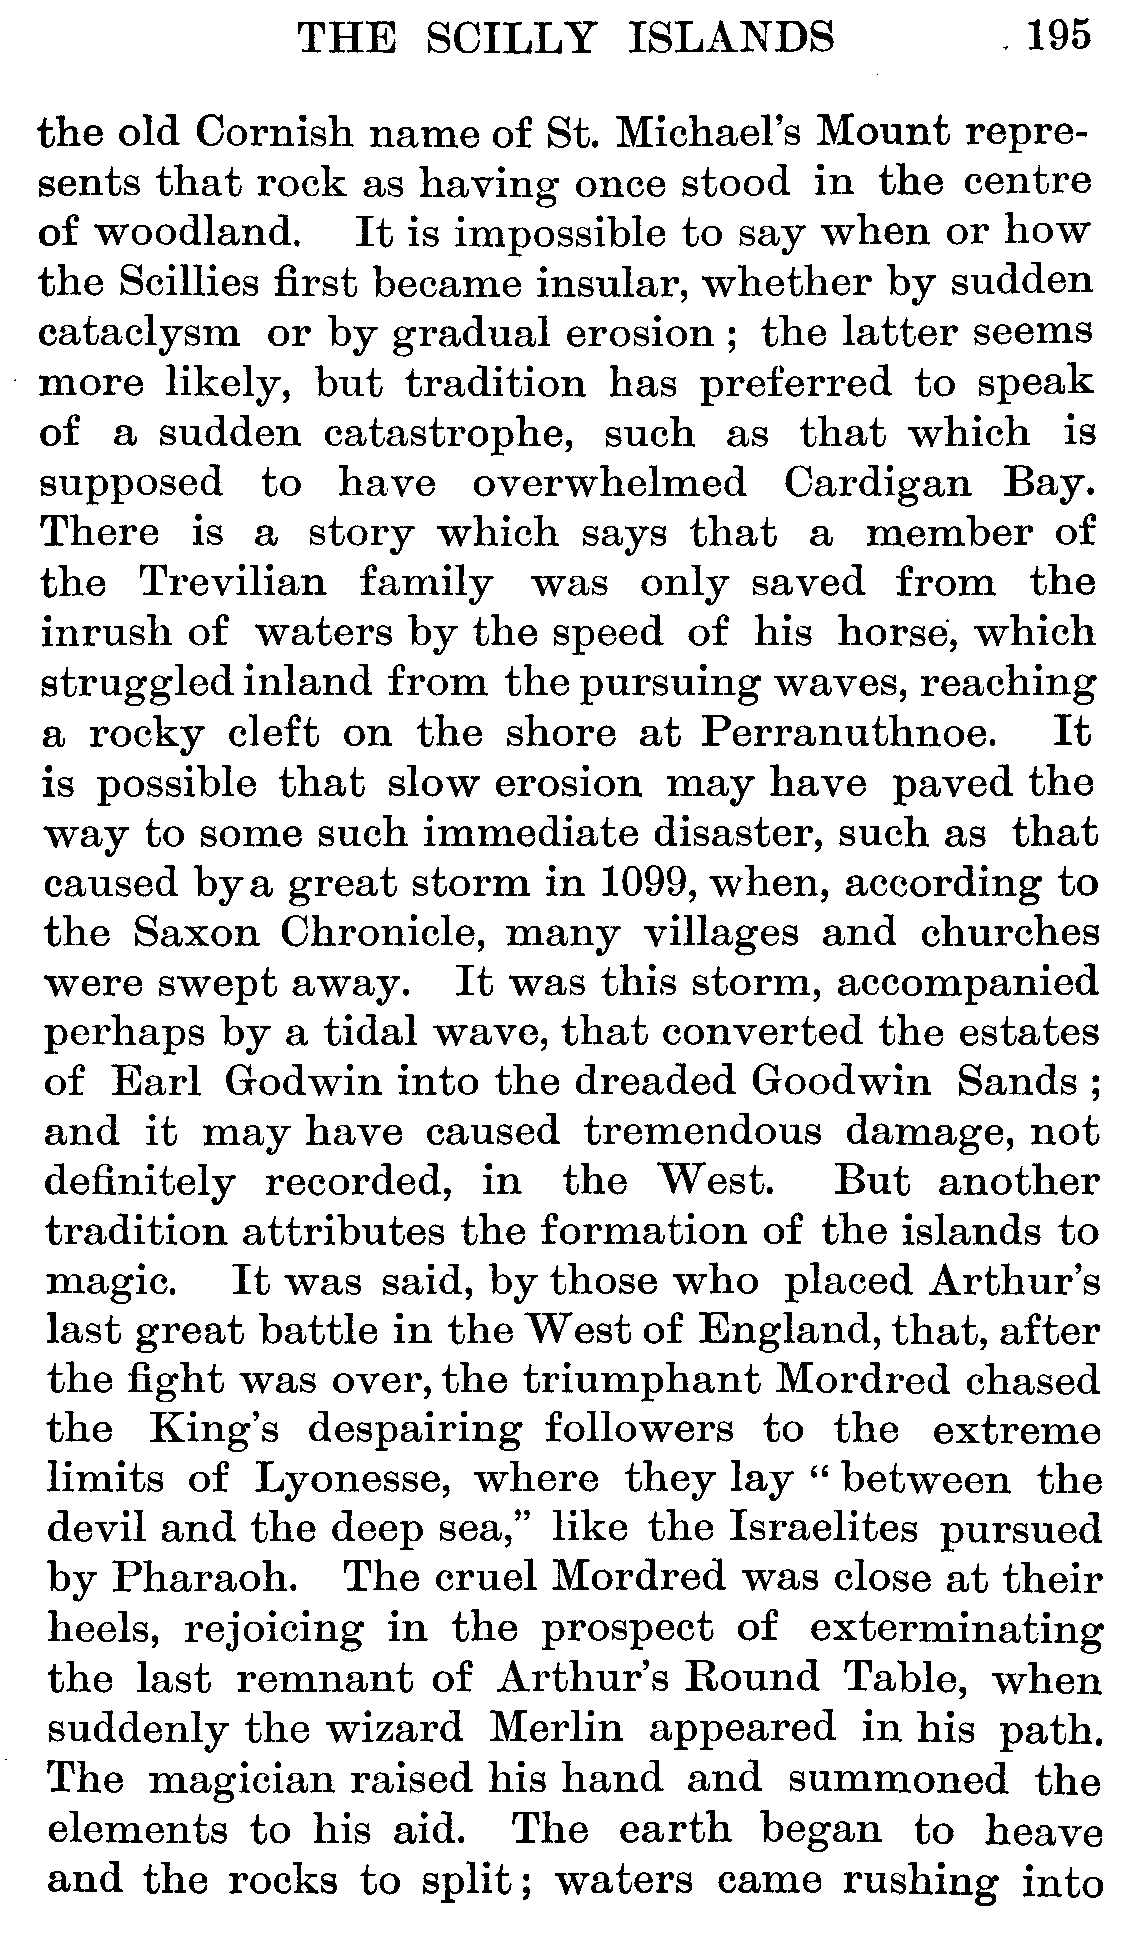 THE SCILLY ISLANDS 195
the old Cornish name of St. Michael's Mount repre-
sents that rock as having once stood in the centre
of woodland. It is impossible to say when or how
the Scillies first became insular, whether by sudden
cataclysm or by gradual erosion ; the latter seems
more likely, but tradition has preferred to speak
of a sudden catastrophe, such as that which is
supposed to have overwhelmed Cardigan Bay.
There is a story which says that a member of
the Trevilian family was only saved from the
inrush of waters by the speed of his horse, which
struggled inland from the pursuing waves, reaching
a rocky cleft on the shore at Perranuthnoe. It
is possible that slow erosion may have paved the
way to some such immediate disaster, such as that
caused by a great storm in 1099, when, according to
the Saxon Chronicle, many villages and churches
were swept away. It was this storm, accompanied
perhaps by a tidal wave, that converted the estates
of Earl Godwin into the dreaded Goodwin Sands ;
and it may have caused tremendous damage, not
definitely recorded, in the West. But another
tradition attributes the formation of the islands to
magic. It was said, by those who placed Arthur's
last great battle in the West of England, that, after
the fight was over, the triumphant Mordred chased
the King's despairing followers to the extreme
limits of Lyonesse, where they lay “ between the
devil and the deep sea,” like the Israelites pursued
by Pharaoh. The cruel Mordred was close at their
heels, rejoicing in the prospect of exterminating
the last remnant of Arthur's Round Table, when
suddenly the wizard Merlin appeared in his path.
The magician raised his hand and summoned the
elements to his aid. The earth began to heave
and the rocks to split ; waters came rushing into